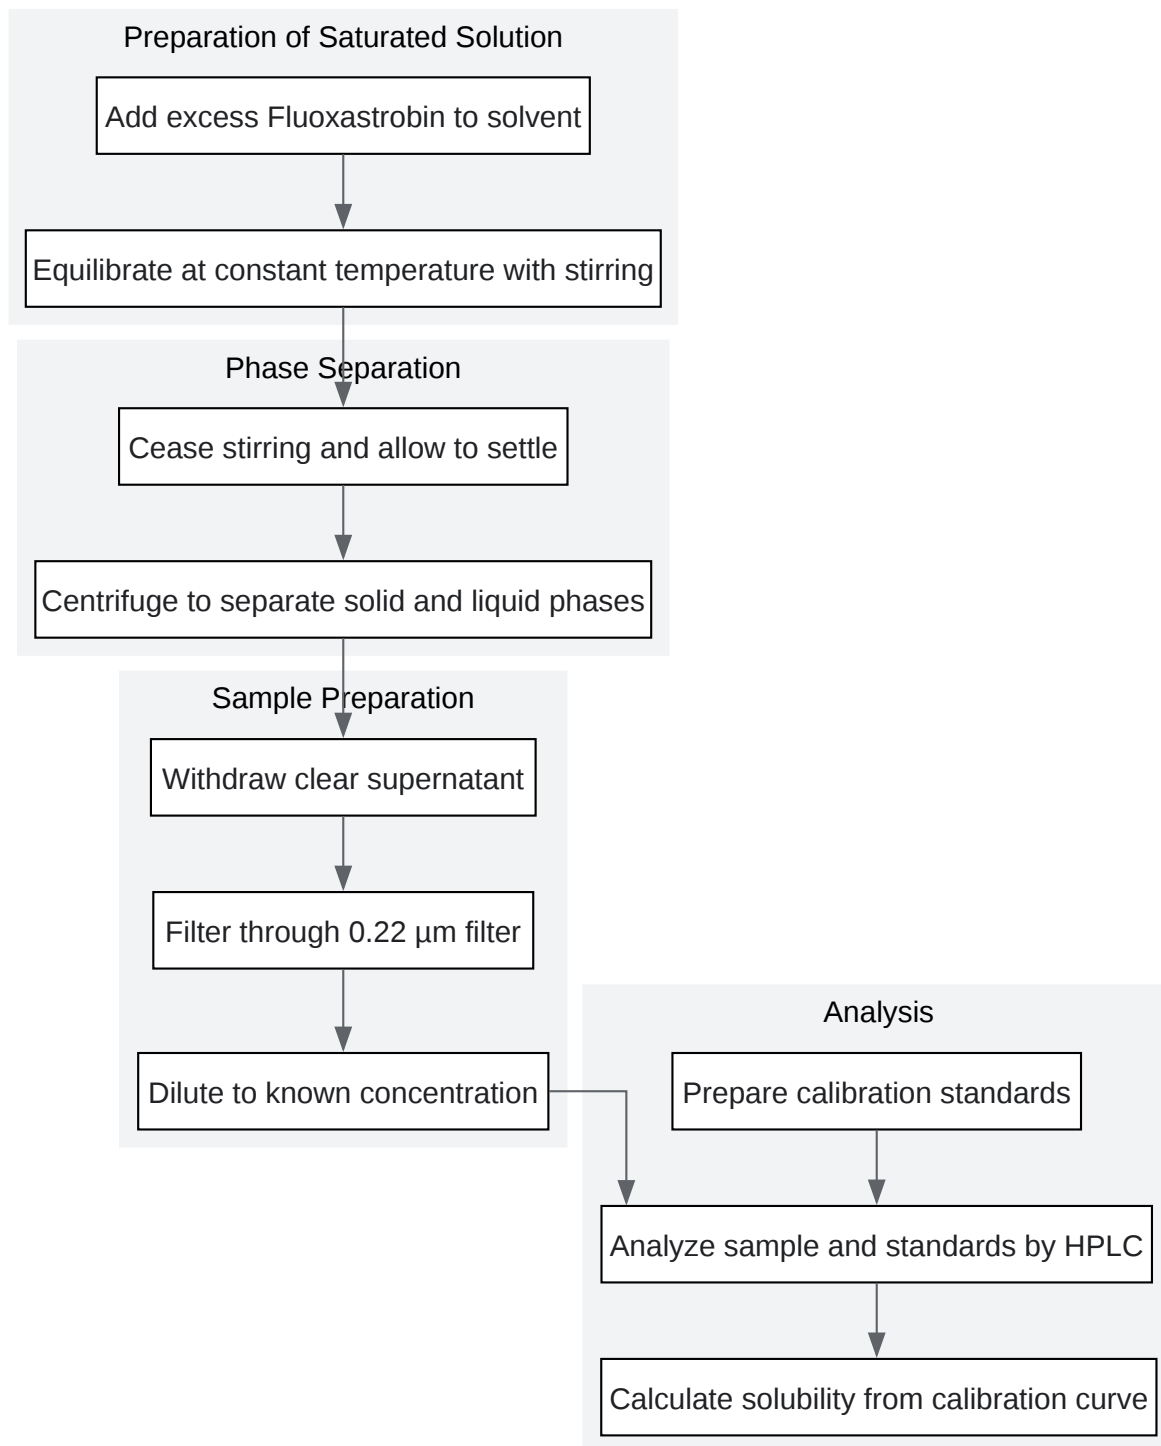 Preparation of Saturated Solution
Add excess Fluoxastrobin to solvent
Equilibrate at constant temperature with stirring
Phase Separation
Cease stirring and allow to settle
Centrifuge to separate solid and liquid phases
Sample Preparation
Withdraw clear supernatant
Filter through 0.22 µm filter
Dilute to known concentration
Analysis
Prepare calibration standards
Analyze sample and standards by HPLC
Calculate solubility from calibration curve